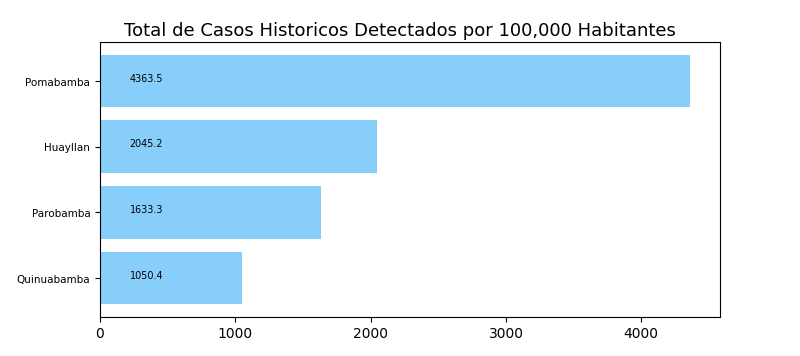 Total de Casos Historicos Detectados por 100,000 Habitantes
Pomabamba 4363.5
Huayllan 2045.2
Parobamba 1633.3
Quinuabamba 1050.4
0 1000 2000 3000 4000